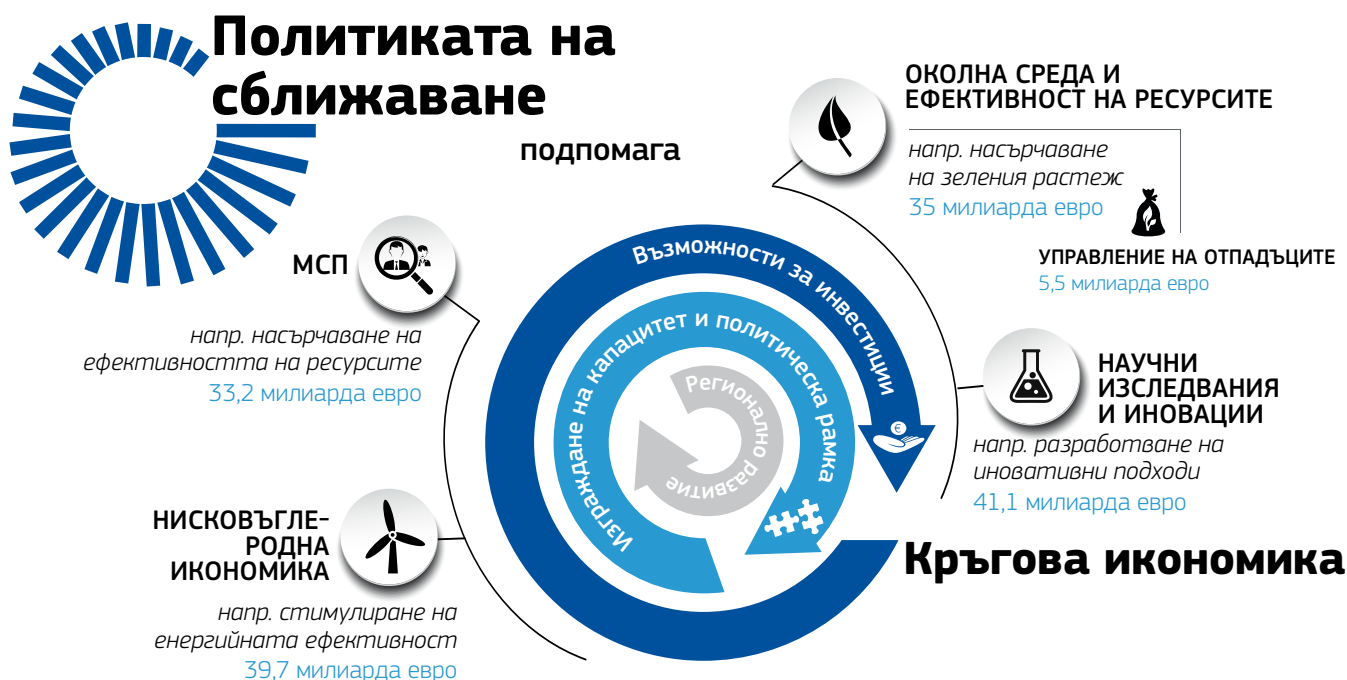 Политиката на
сближаване
подпомага
ОКОЛНА СРЕДА И
ЕФЕКТИВНОСТ НА РЕСУРСИТЕ
напр. насърчаване
на зеления растеж
35 милиарда евро
УПРАВЛЕНИЕ НА ОТПАДЪЦИТЕ
5,5 милиарда евро
МСП
напр. насърчаване на
ефективността на ресурсите
33,2 милиарда евро
Възможности за инвестиции
€
Изграждане на капацитет и политическа рамка
Регионално развитие
НАУЧНИ
ИЗСЛЕДВАНИЯ
И ИНОВАЦИИ
напр. разработване на
иновативни подходи
41,1 милиарда евро
НИСКОВЪГЛЕ-
РОДНА
ИКОНОМИКА
напр. стимулиране на
енергийната ефективност
39,7 милиарда евро
Кръгова икономика